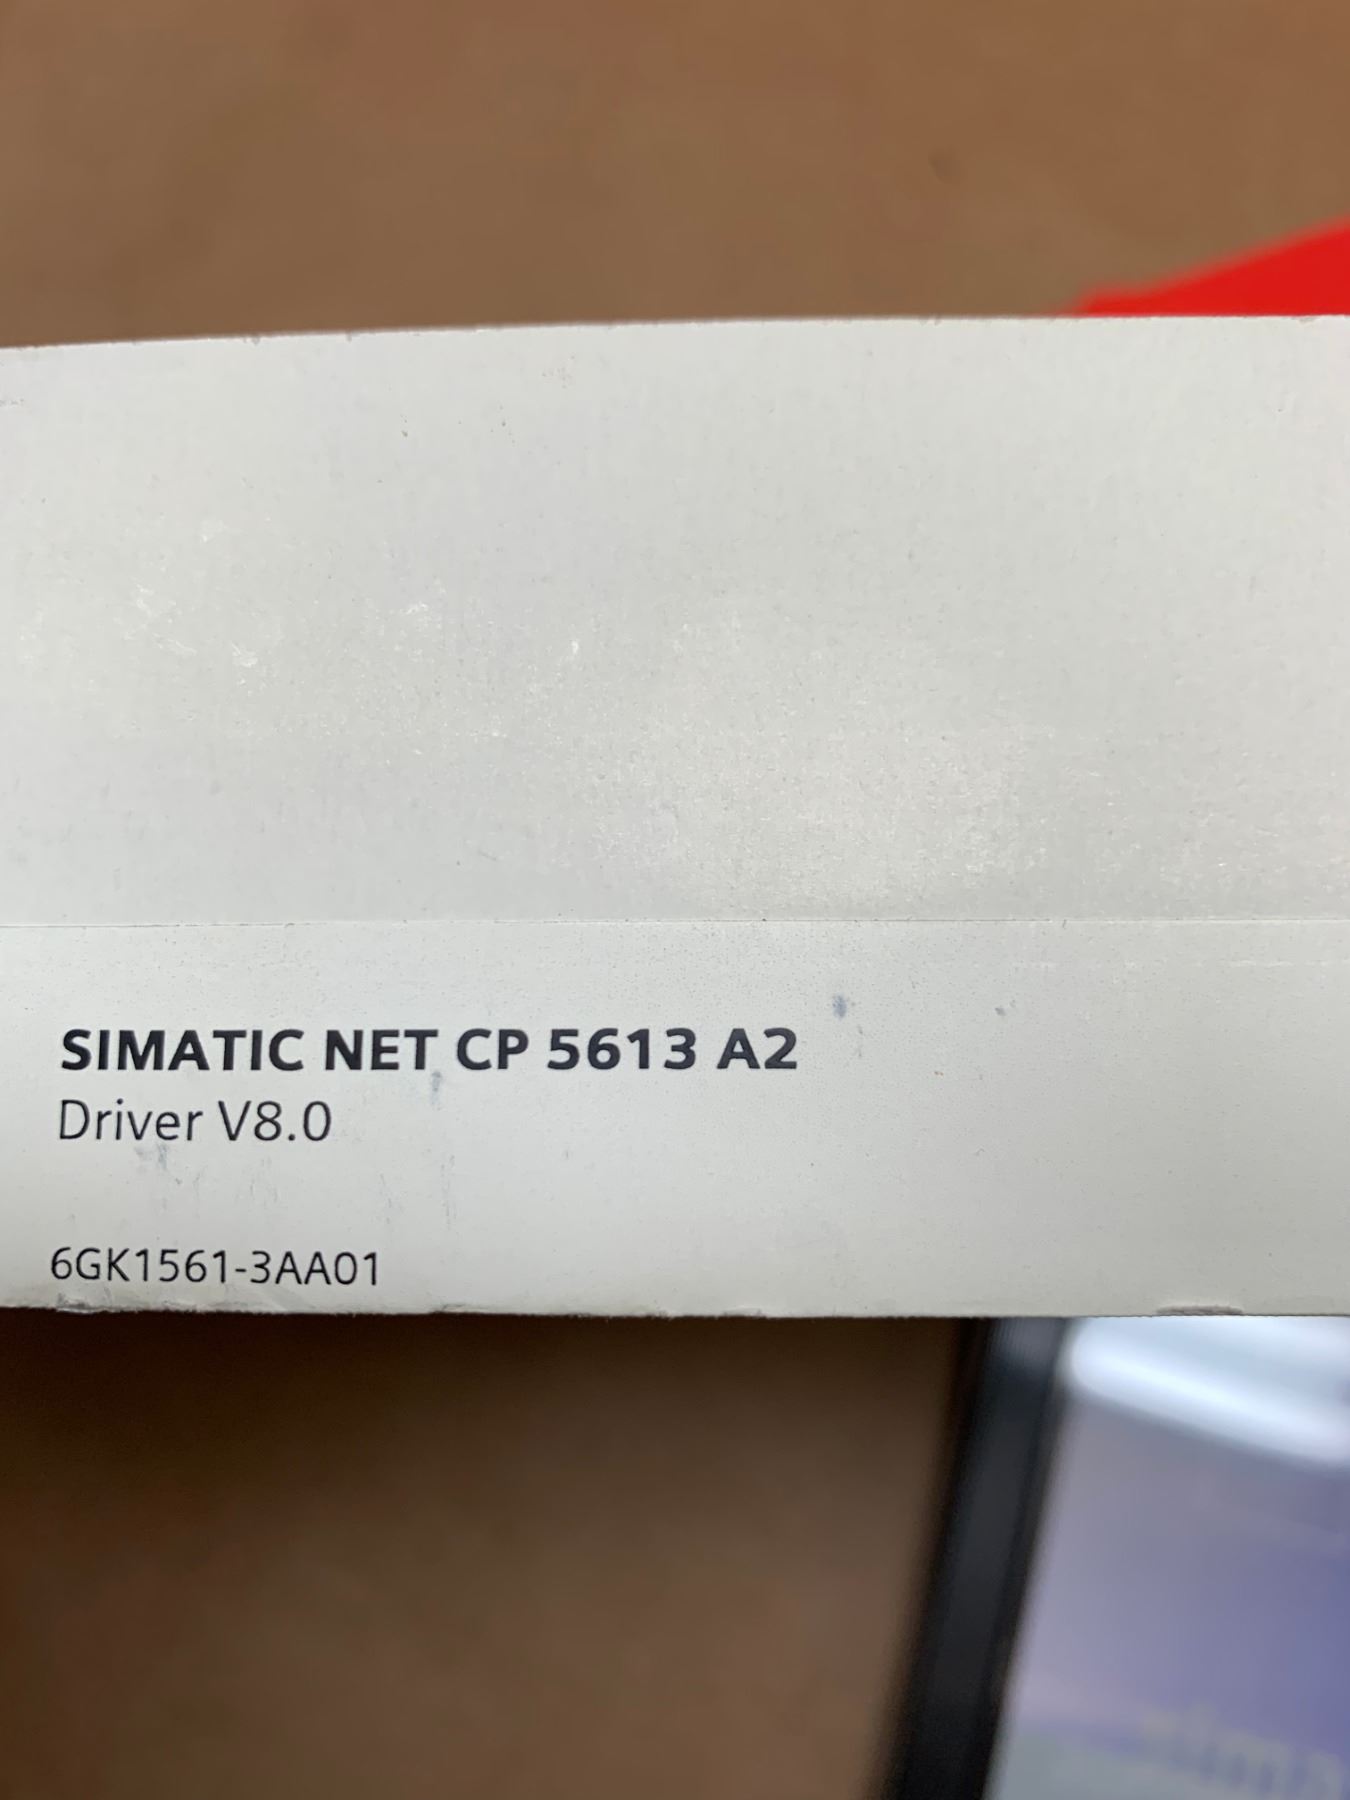 SIMATIC NET CP 5613 A2
Driver V8.0
6GK1561-3AA01